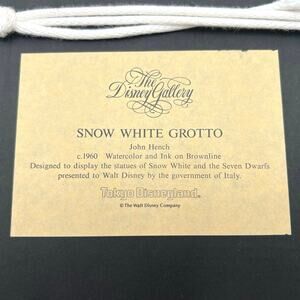 The
Disney Gallery
SNOW WHITE GROTTO
John Hench
c.1960 Watercolor and Ink on Brownline
Designed to display the statues of Snow White and the Seven Dwarfs
presented to Walt Disney by the government of Italy.
Tokyo Disneyland®
© The Walt Disney Company